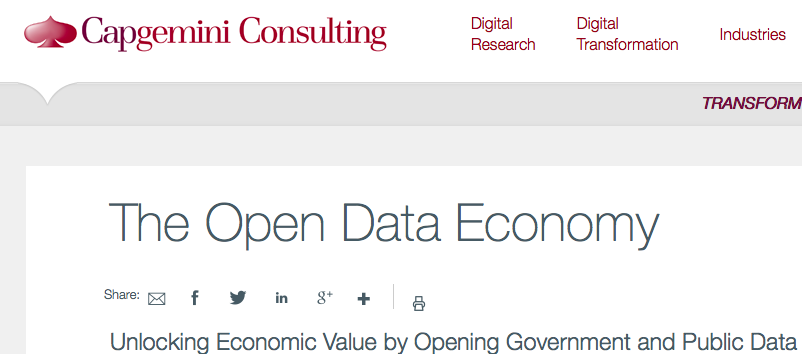 Capgemini Consulting
Digital
Research
Digital
Transformation
Industries
TRANSFORM
The Open Data Economy
Share:
Unlocking Economic Value by Opening Government and Public Data